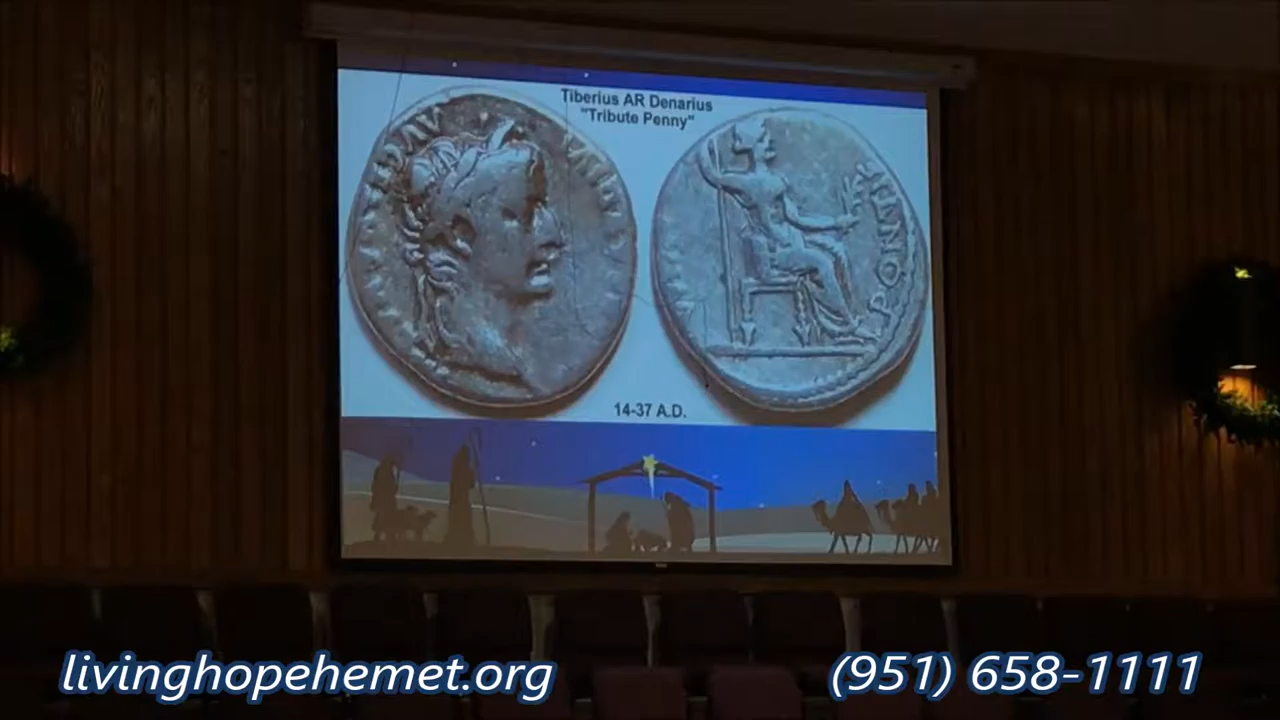 Tiberius AR Denarius
"Tribute Penny"
14-37 A.D.
livinghopehemet.org
(951) 658-1111